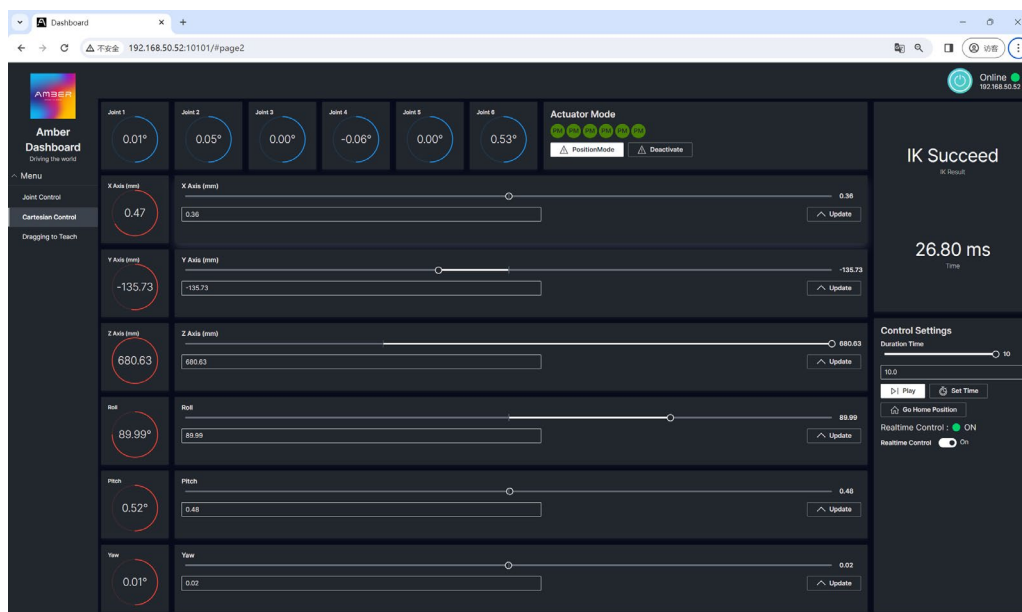 Dashboard
不安全 192.168.50.52:10101/#page2
访客
AMBER
Online
192.168.50.52
Amber
Dashboard
Driving the world
Menu
Joint Control
Cartesian Control
Dragging to Teach
Joint 1
0.01°
Joint 2
0.05°
Joint 3
0.00°
Joint 4
-0.06°
Joint 5
0.00°
Joint 6
0.53°
Actuator Mode
PM PM PM PM PM PM
PositionMode
Deactivate
IK Succeed
IK Result
26.80 ms
Time
X Axis (mm)
0.47
X Axis (mm)
0.36
0.36
Update
Y Axis (mm)
-135.73
Y Axis (mm)
-135.73
-135.73
Update
Z Axis (mm)
680.63
Z Axis (mm)
680.63
680.63
Update
Roll
89.99°
Roll
89.99
89.99
Update
Pitch
0.52°
Pitch
0.48
0.48
Update
Yaw
0.01°
Yaw
0.02
0.02
Update
Control Settings
Duration Time
10
10.0
Play
Set Time
Go Home Position
Realtime Control : ON
Realtime Control On